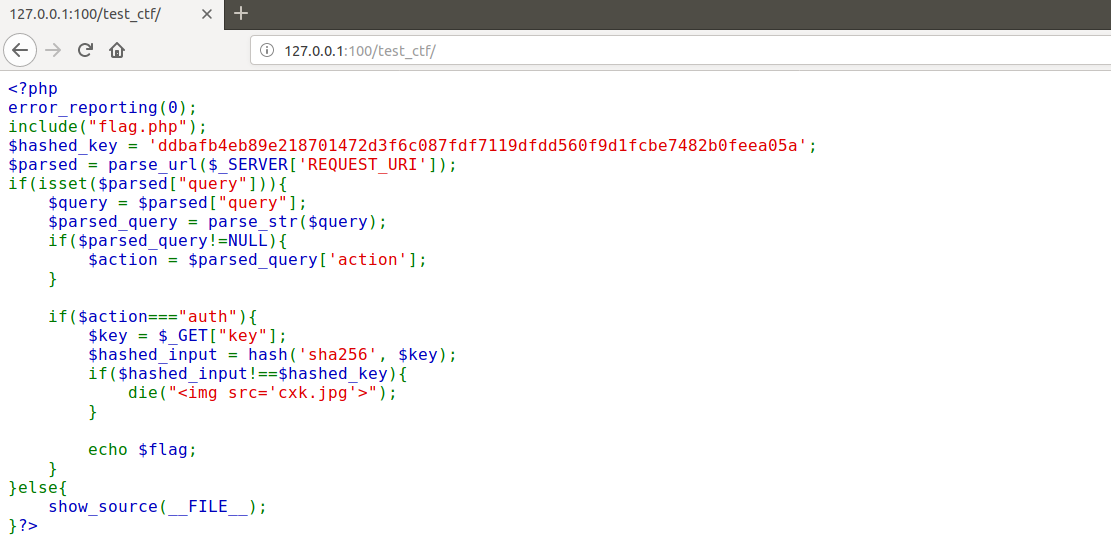 127.0.0.1:100/test_ctf/
127.0.0.1:100/test_ctf/
<?php
error_reporting(0);
include("flag.php");
$hashed_key = 'ddbafb4eb89e218701472d3f6c087fdf7119dfdd560f9d1fcbe7482b0feea05a';
$parsed = parse_url($_SERVER['REQUEST_URI']);
if(isset($parsed["query"])){
    $query = $parsed["query"];
    $parsed_query = parse_str($query);
    if($parsed_query!=NULL){
        $action = $parsed_query['action'];
    }

    if($action==="auth"){
        $key = $_GET["key"];
        $hashed_input = hash('sha256', $key);
        if($hashed_input!==$hashed_key){
            die("<img src='cxk.jpg'>");
        }

        echo $flag;
    }
}else{
    show_source(__FILE__);
}?>